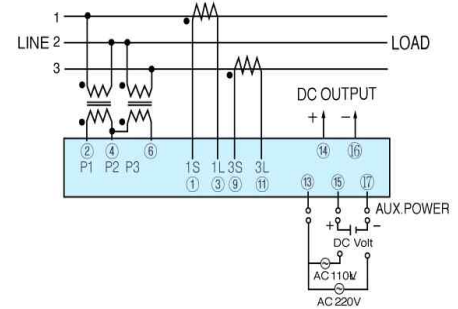 1
LINE 2 LOAD
3
DC OUTPUT
+ −
② ④ ⑥ ⑭ ⑯
P1 P2 P3 1S 1L 3S 3L
① ③ ⑨ ⑪ ⑬ ⑮ ⑰
AUX.POWER
+ −
DC Volt
AC 110V
AC 220V